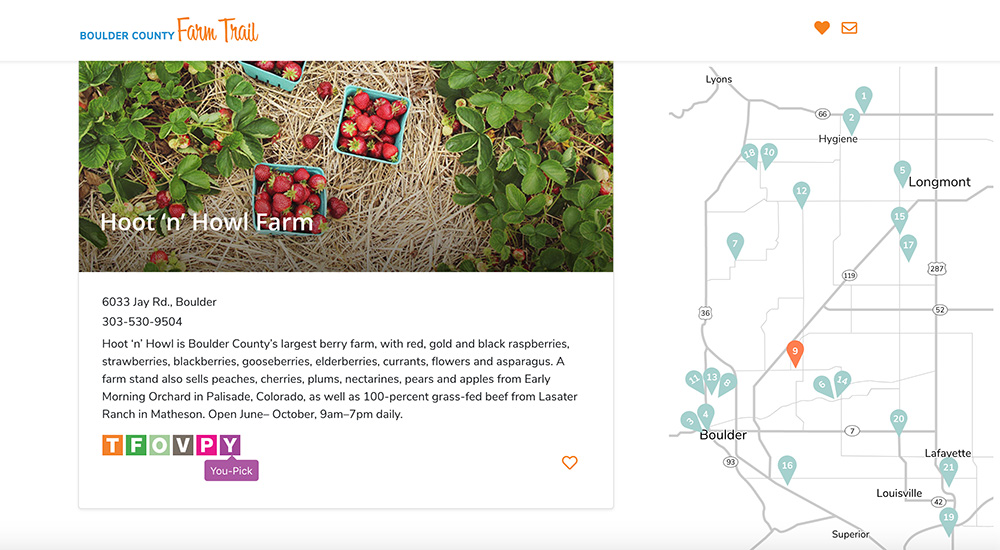 BOULDER COUNTY Farm Trail
Hoot ‘n’ Howl Farm
6033 Jay Rd., Boulder
303-530-9504
Hoot ‘n’ Howl is Boulder County’s largest berry farm, with red, gold and black raspberries,
strawberries, blackberries, gooseberries, elderberries, currants, flowers and asparagus. A
farm stand also sells peaches, cherries, plums, nectarines, pears and apples from Early
Morning Orchard in Palisade, Colorado, as well as 100-percent grass-fed beef from Lasater
Ranch in Matheson. Open June– October, 9am–7pm daily.
T F O V P Y
You-Pick
Lyons
1
66
2
Hygiene
18 10
5
Longmont
12
15
7
17
119
287
36
52
9
11 13 8
6 14
3 4
20
Boulder
7
93
Lafayette
16
21
Louisville
42
19
Superior